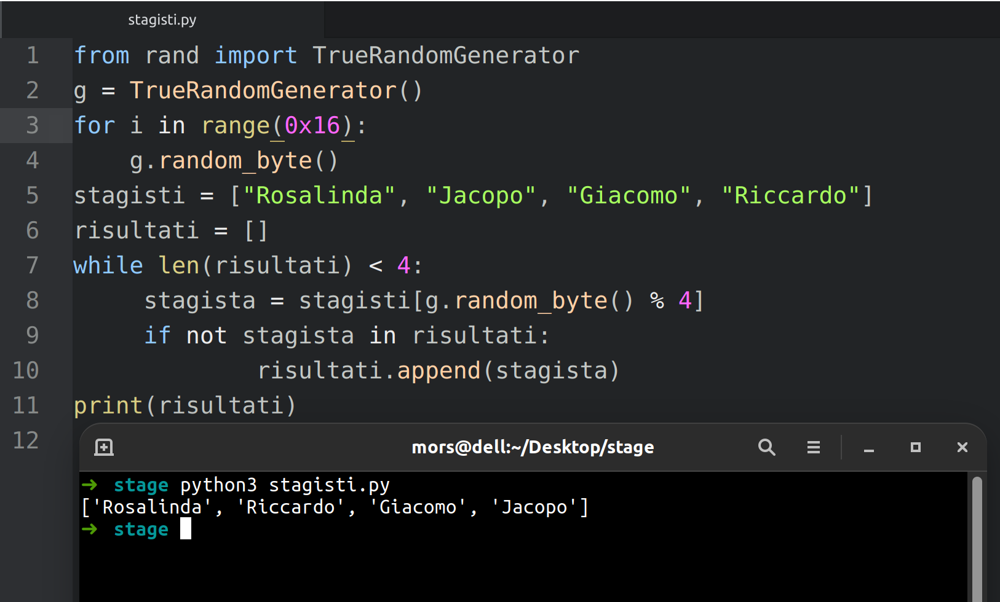 stagisti.py
1 from rand import TrueRandomGenerator
2 g = TrueRandomGenerator()
3 for i in range(0x16):
4     g.random_byte()
5 stagisti = ["Rosalinda", "Jacopo", "Giacomo", "Riccardo"]
6 risultati = []
7 while len(risultati) < 4:
8      stagista = stagisti[g.random_byte() % 4]
9      if not stagista in risultati:
10              risultati.append(stagista)
11 print(risultati)
12
mors@dell:~/Desktop/stage
➜ stage python3 stagisti.py
['Rosalinda', 'Riccardo', 'Giacomo', 'Jacopo']
➜ stage